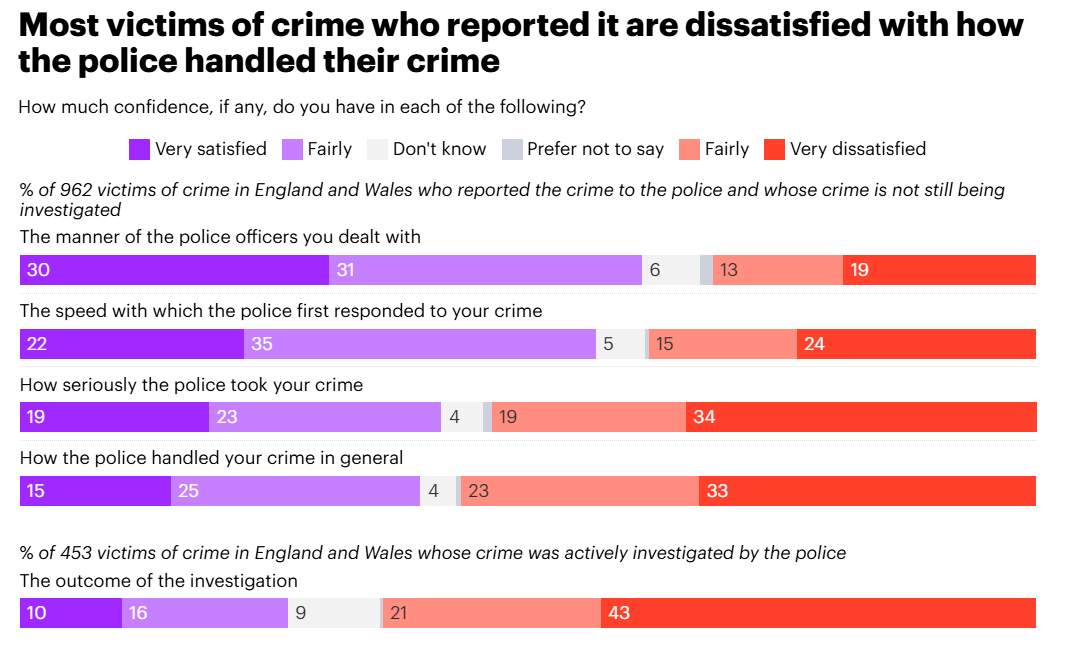 Most victims of crime who reported it are dissatisfied with how
the police handled their crime
How much confidence, if any, do you have in each of the following?
Very satisfied Fairly Don't know Prefer not to say Fairly Very dissatisfied
% of 962 victims of crime in England and Wales who reported the crime to the police and whose crime is not still being
investigated
The manner of the police officers you dealt with
30 31 6 13 19
The speed with which the police first responded to your crime
22 35 5 15 24
How seriously the police took your crime
19 23 4 19 34
How the police handled your crime in general
15 25 4 23 33
% of 453 victims of crime in England and Wales whose crime was actively investigated by the police
The outcome of the investigation
10 16 9 21 43